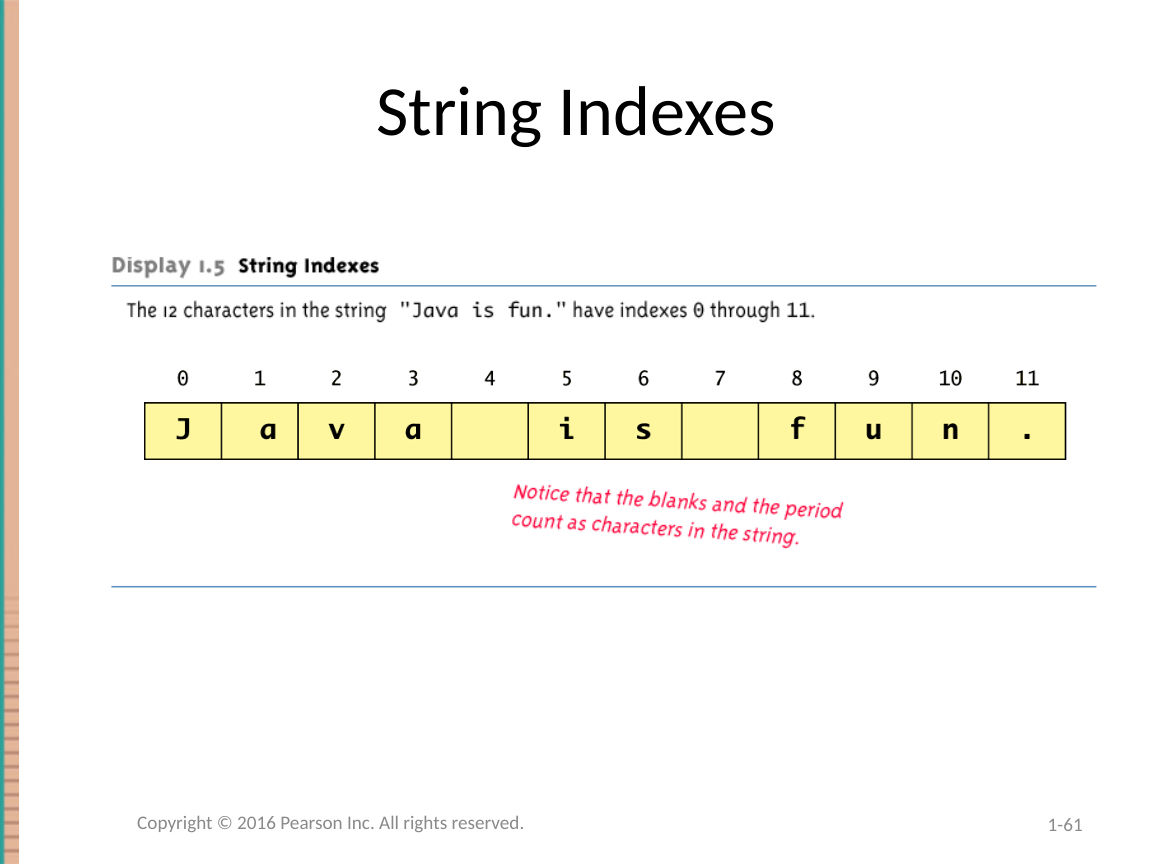 String Indexes
Display 1.5 String Indexes
The 12 characters in the string "Java is fun." have indexes 0 through 11.
0 1 2 3 4 5 6 7 8 9 10 11
J a v a i s f u n .
Notice that the blanks and the period
count as characters in the string.
Copyright © 2016 Pearson Inc. All rights reserved.
1-61